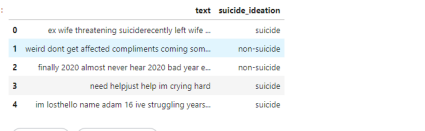 text suicide_ideation
0 ex wife threatening suiciderecently left wife ... suicide
1 weird dont get affected compliments coming som... non-suicide
2 finally 2020 almost never hear 2020 bad year e... non-suicide
3 need helpjust help im crying hard suicide
4 im losthello name adam 16 ive struggling years... suicide